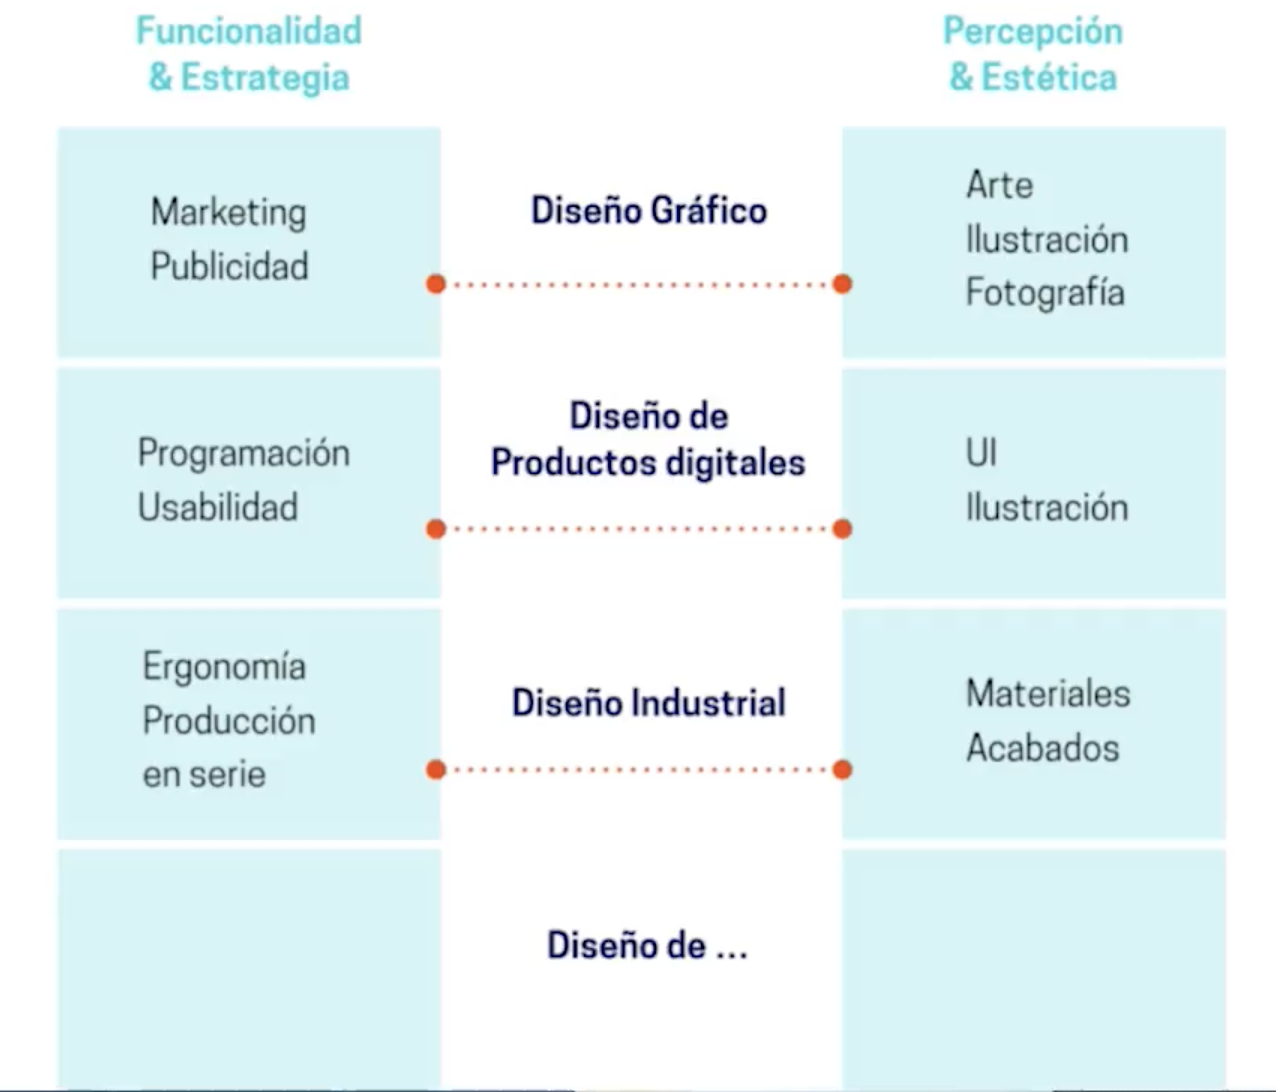 Funcionalidad
& Estrategia
Percepción
& Estética
Marketing
Publicidad
Diseño Gráfico
Arte
Ilustración
Fotografía
Programación
Usabilidad
Diseño de
Productos digitales
UI
Ilustración
Ergonomía
Producción
en serie
Diseño Industrial
Materiales
Acabados
Diseño de ...